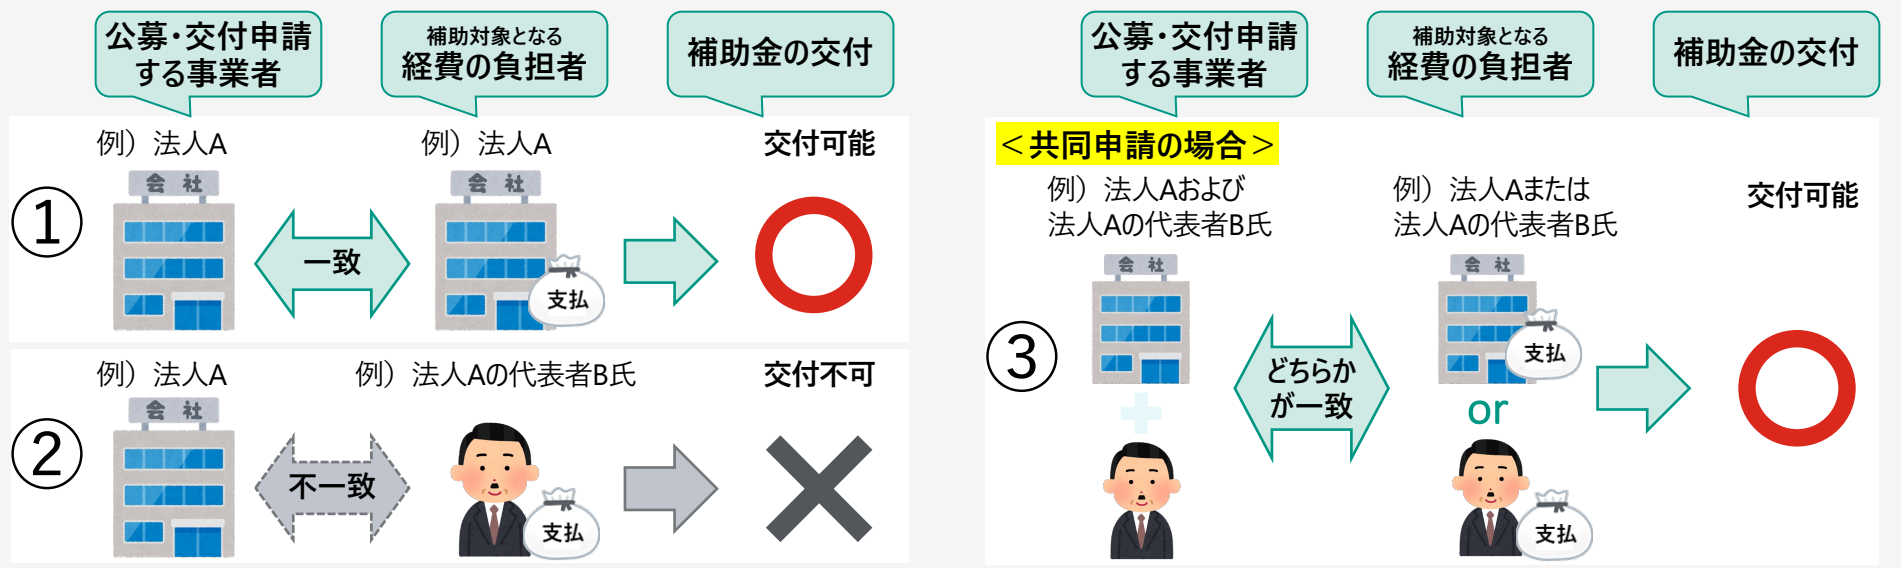 公募・交付申請
する事業者
補助対象となる
経費の負担者
補助金の交付
①
例）法人A
会 社
一致
例）法人A
会 社
支払
交付可能
②
例）法人A
会 社
不一致
例）法人Aの代表者B氏
支払
交付不可
公募・交付申請
する事業者
補助対象となる
経費の負担者
補助金の交付
＜共同申請の場合＞
③
例）法人Aおよび
法人Aの代表者B氏
会 社
どちらか
が一致
例）法人Aまたは
法人Aの代表者B氏
会 社
支払
or
支払
交付可能